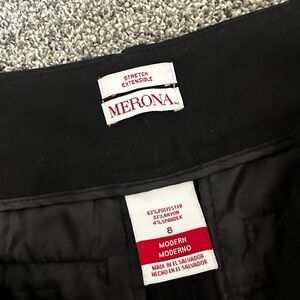 STRETCH
EXTENSIBLE
MERONA™
63% POLYESTER
33% RAYON
4% SPANDEX
8
MODERN
MODERNO
MADE IN EL SALVADOR
HECHO EN EL SALVADOR